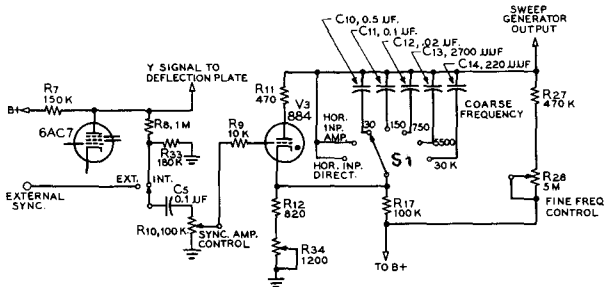 C10, 0.5 µF.
C11, 0.1 µF.
C12, .02 µF.
C13, 2700 µµF
C14, 220 µµF.
SWEEP
GENERATOR
OUTPUT
Y SIGNAL TO
DEFLECTION PLATE
R7
150 K
B+
6AC7
R8, 1M
R33
180K
R11
470
V3
884
R9
10 K
HOR.
INP.
AMP.
30
150
750
5500
30 K
COARSE
FREQUENCY
R27
470 K
HOR. INP.
DIRECT.
S1
EXT.
INT.
EXTERNAL
SYNC.
C5
0.1 µF
R10, 100 K
SYNC. AMP.
CONTROL
R12
820
R34
1200
R17
100 K
R28
5 M
FINE FREQ
CONTROL
TO B+